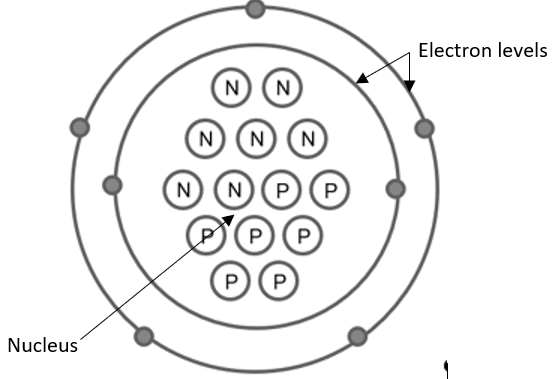 Electron levels
N N
N N N
N N P P
P P P
P P
Nucleus